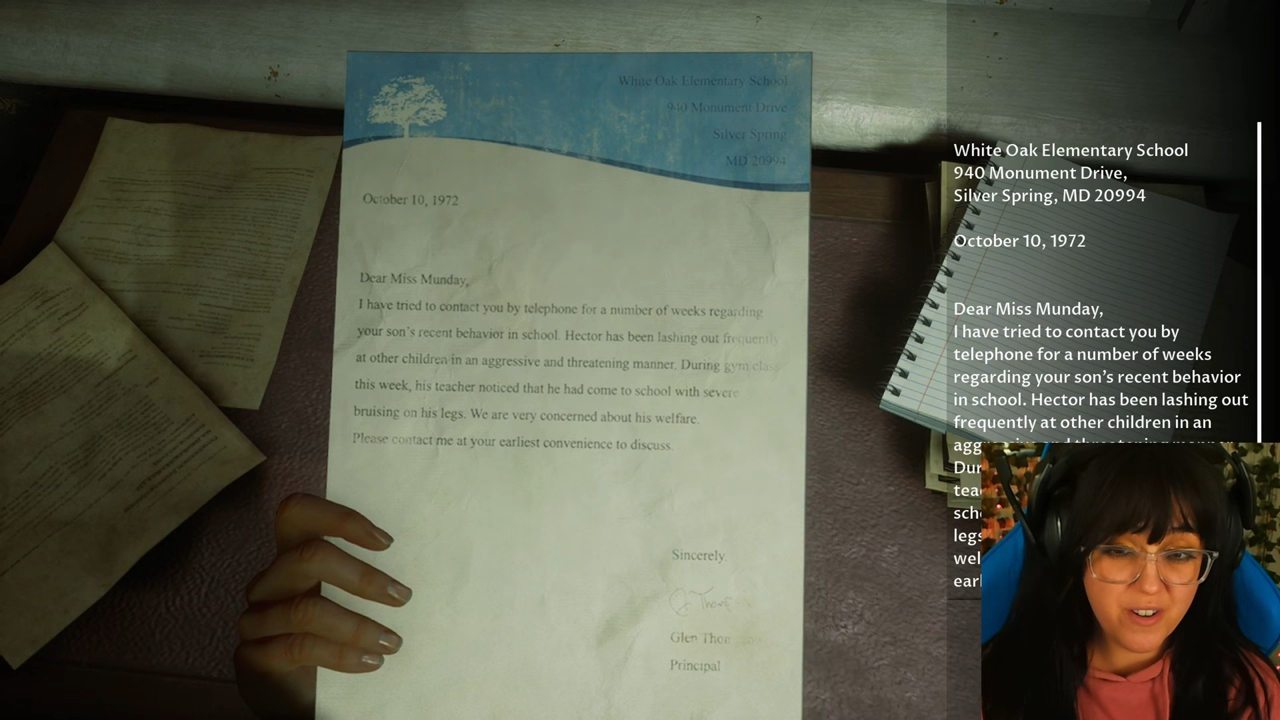 White Oak Elementary School
940 Monument Drive
Silver Spring
MD 20994
October 10, 1972
Dear Miss Munday,
I have tried to contact you by telephone for a number of weeks regarding
your son's recent behavior in school. Hector has been lashing out frequently
at other children in an aggressive and threatening manner. During gym class
this week, his teacher noticed that he had come to school with severe
bruising on his legs. We are very concerned about his welfare.
Please contact me at your earliest convenience to discuss.
Sincerely,
Glen
Principal
White Oak Elementary School
940 Monument Drive,
Silver Spring, MD 20994
October 10, 1972
Dear Miss Munday,
I have tried to contact you by
telephone for a number of weeks
regarding your son's recent behavior
in school. Hector has been lashing out
frequently at other children in an